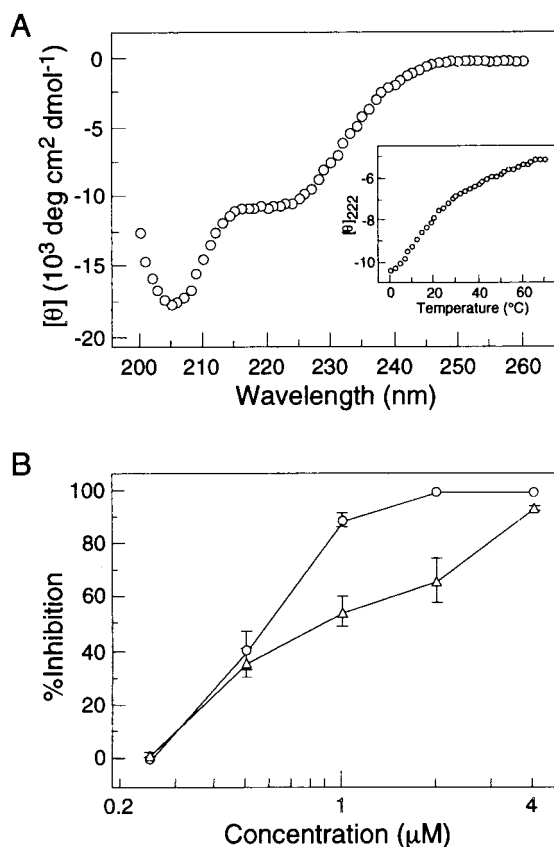 A
0
-5
-10
-15
-20
[θ] (10³ deg cm² dmol⁻¹)
200 210 220 230 240 250 260
Wavelength (nm)
-6
-8
-10
[θ]₂₂₂
0 20 40 60
Temperature (°C)
B
100
80
60
40
20
0
%Inhibition
0.2 1 4
Concentration (μM)